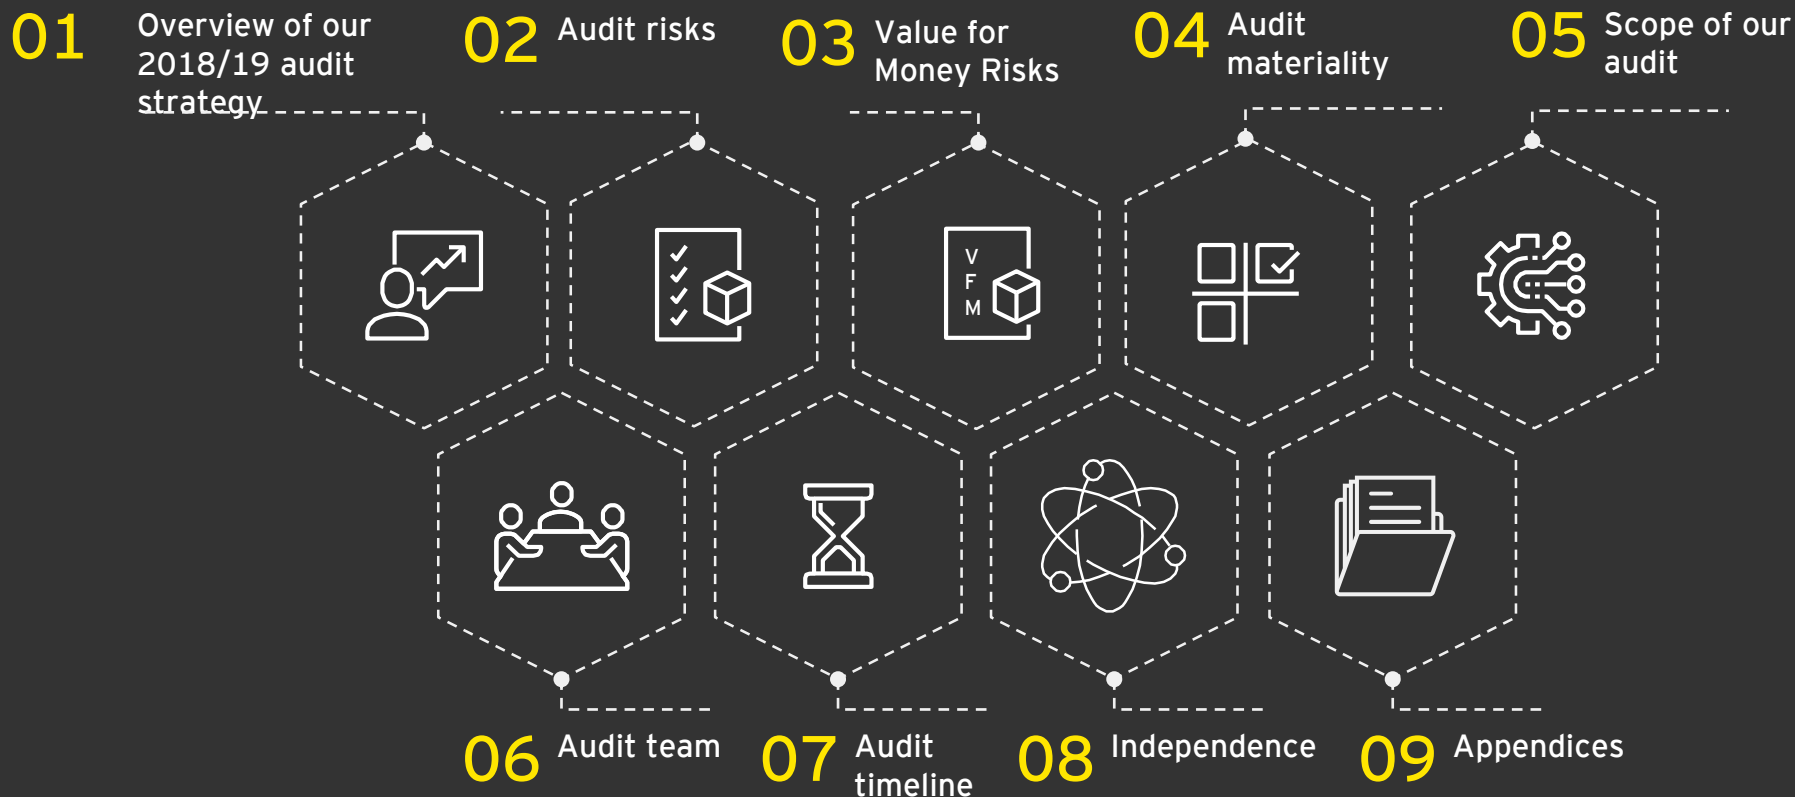 01 Overview of our
2018/19 audit
strategy
02 Audit risks
03 Value for
Money Risks
04 Audit
materiality
05 Scope of our
audit
V
F
M
06 Audit team
07 Audit
timeline
08 Independence
09 Appendices